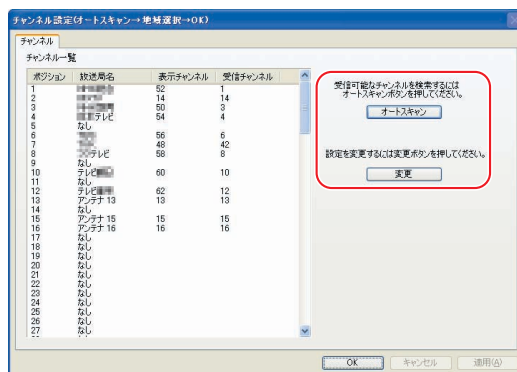 チャンネル設定(オートスキャン→地域選択→OK)
チャンネル
チャンネル一覧
ポジション 放送局名 表示チャンネル 受信チャンネル
1 52 1
2 14 14
3 50 3
4 テレビ 54 4
5 なし
6 56 6
7 48 42
8 テレビ 58 8
9 なし
10 テレビ 60 10
11 なし
12 テレビ 62 12
13 アンテナ 13 13 13
14 なし
15 アンテナ 15 15 15
16 アンテナ 16 16 16
17 なし
18 なし
19 なし
20 なし
21 なし
22 なし
23 なし
24 なし
25 なし
26 なし
27 なし
受信可能なチャンネルを検索するには
オートスキャンボタンを押してください。
オートスキャン
設定を変更するには変更ボタンを押してください。
変更
OK キャンセル 適用(A)